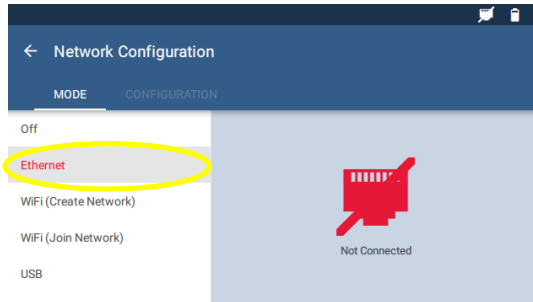 Network Configuration
MODE CONFIGURATION
Off
Ethernet
WiFi (Create Network)
WiFi (Join Network)
Not Connected
USB